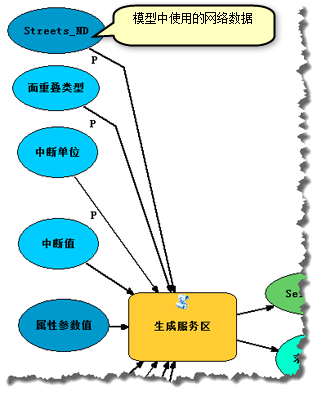 模型中使用的网络数据
Streets_ND
P
面重叠类型
P
中断单位
P
中断值
属性参数值
生成服务区
Se